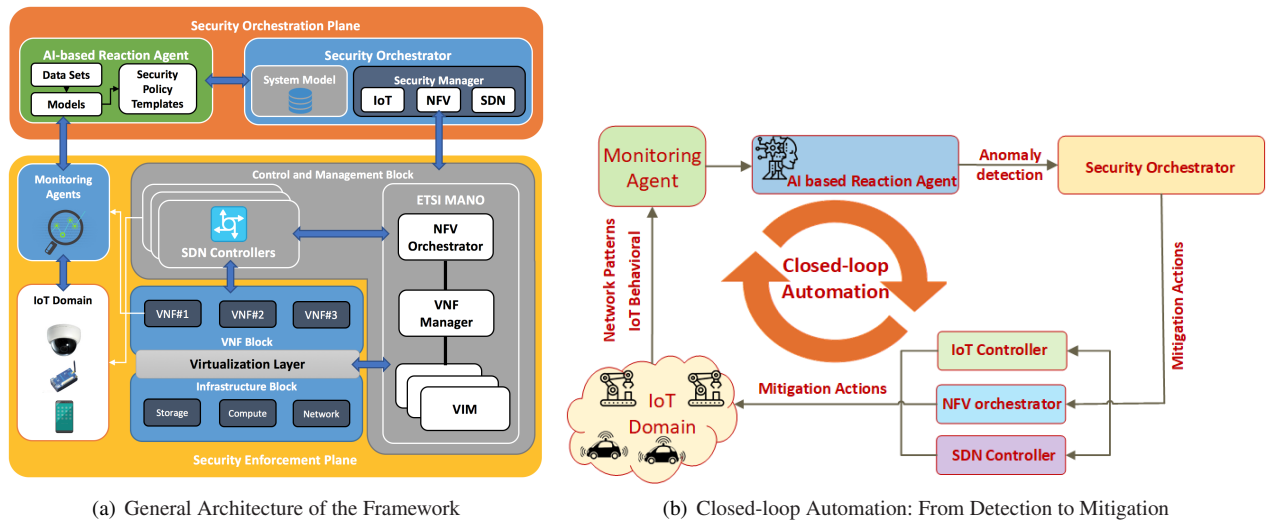 Security Orchestration Plane
AI-based Reaction Agent
Data Sets
Models
Security
Policy
Templates
Security Orchestrator
System Model
Security Manager
IoT
NFV
SDN
Monitoring
Agents
IoT Domain
Control and Management Block
SDN Controllers
ETSI MANO
NFV
Orchestrator
VNF
Manager
VIM
VNF#1
VNF#2
VNF#3
VNF Block
Virtualization Layer
Infrastructure Block
Storage
Compute
Network
Security Enforcement Plane
(a) General Architecture of the Framework
Monitoring
Agent
AI based Reaction Agent
Anomaly
detection
Security Orchestrator
Network Patterns
IoT Behavioral
Closed-loop
Automation
Mitigation Actions
IoT Controller
NFV orchestrator
SDN Controller
Mitigation Actions
IoT
Domain
(b) Closed-loop Automation: From Detection to Mitigation